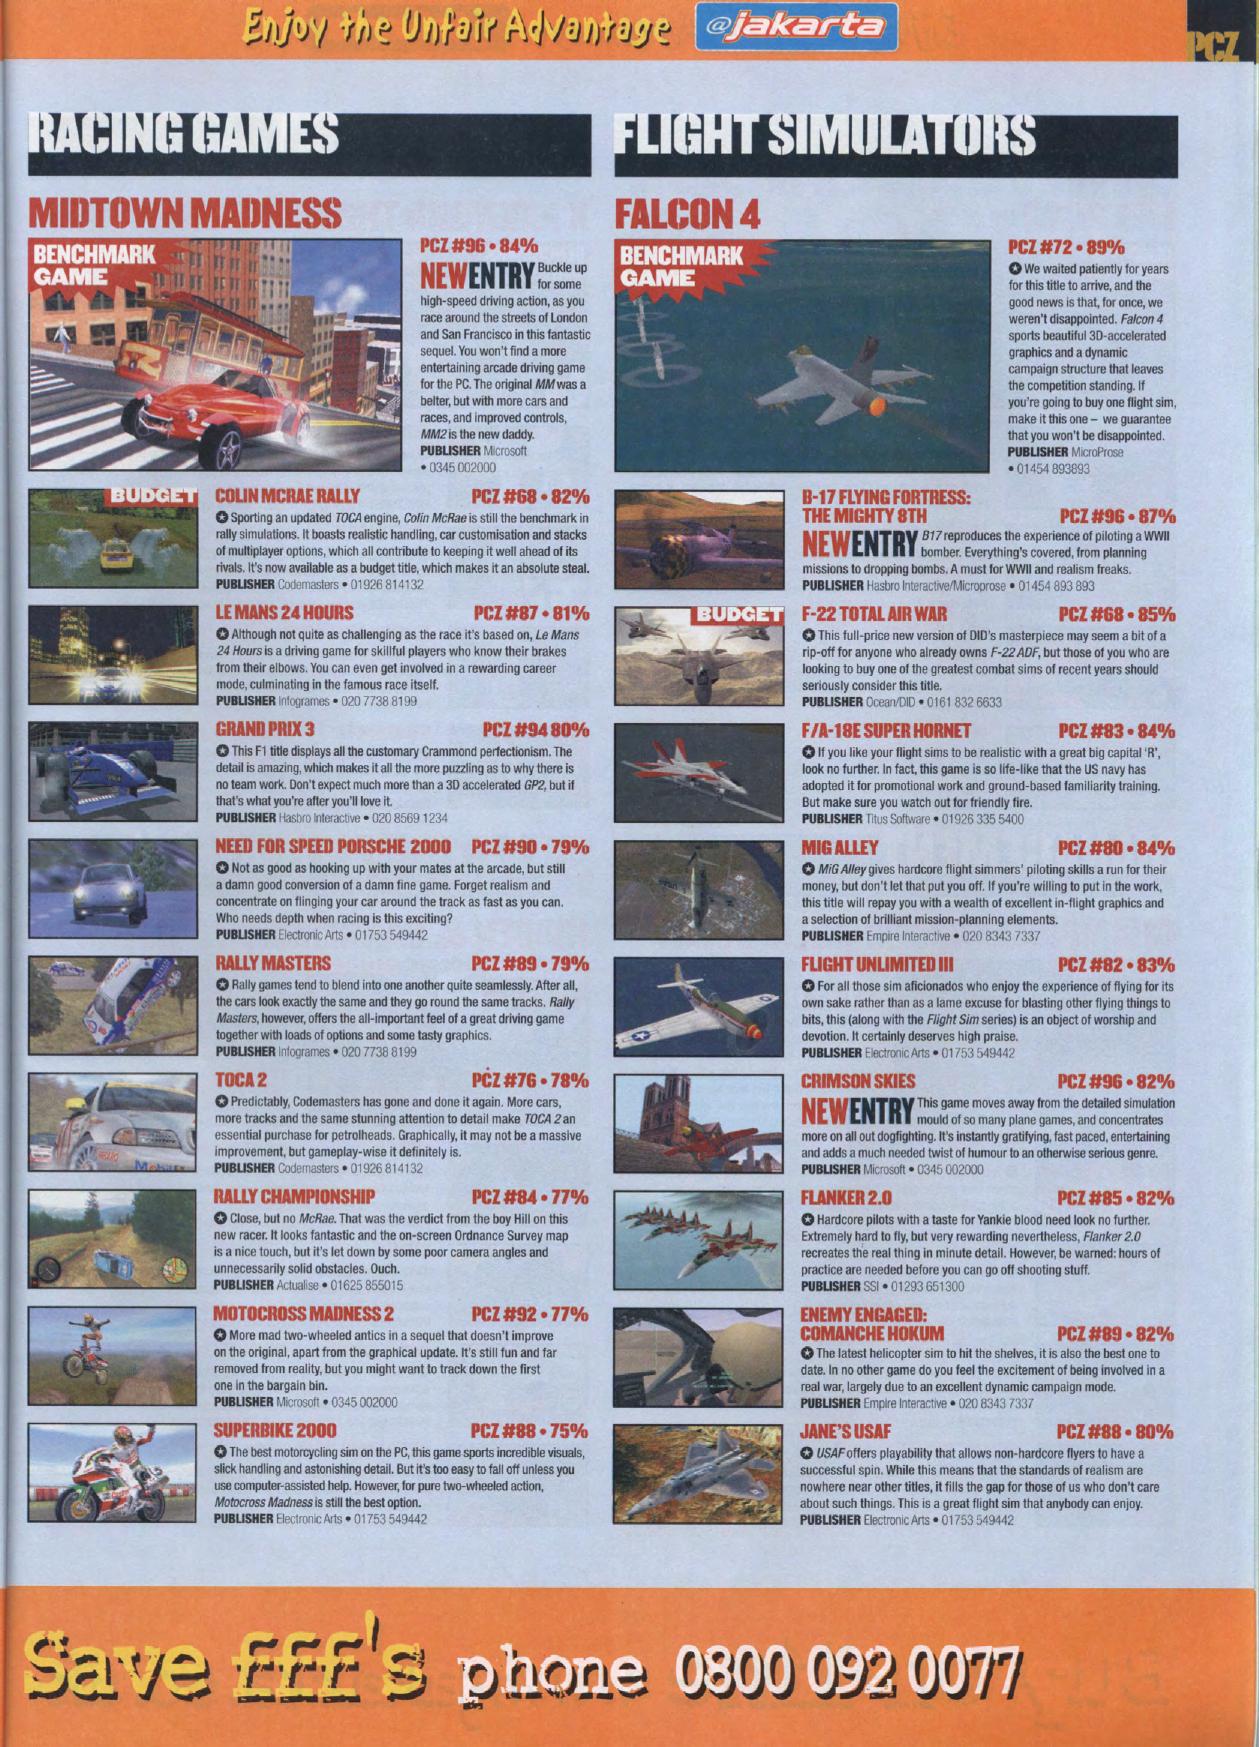 Enjoy the Unfair Advantage
@jakarta
PCZ
RACING GAMES
MIDTOWN MADNESS
BENCHMARK
GAME
PCZ #96 • 84%
NEW ENTRY Buckle up
for some
high-speed driving action, as you
race around the streets of London
and San Francisco in this fantastic
sequel. You won't find a more
entertaining arcade driving game
for the PC. The original MM was a
belter, but with more cars and
races, and improved controls,
MM2 is the new daddy.
PUBLISHER Microsoft
• 0345 002000
BUDGET
COLIN MCRAE RALLY PCZ #68 • 82%
Sporting an updated TOCA engine, Colin McRae is still the benchmark in
rally simulations. It boasts realistic handling, car customisation and stacks
of multiplayer options, which all contribute to keeping it well ahead of its
rivals. It's now available as a budget title, which makes it an absolute steal.
PUBLISHER Codemasters • 01926 814132
LE MANS 24 HOURS PCZ #87 • 81%
Although not quite as challenging as the race it's based on, Le Mans
24 Hours is a driving game for skillful players who know their brakes
from their elbows. You can even get involved in a rewarding career
mode, culminating in the famous race itself.
PUBLISHER Infogrames • 020 7738 8199
GRAND PRIX 3 PCZ #94 80%
This F1 title displays all the customary Crammond perfectionism. The
detail is amazing, which makes it all the more puzzling as to why there is
no team work. Don't expect much more than a 3D accelerated GP2, but if
that's what you're after you'll love it.
PUBLISHER Hasbro Interactive • 020 8569 1234
NEED FOR SPEED PORSCHE 2000 PCZ #90 • 79%
Not as good as hooking up with your mates at the arcade, but still
a damn good conversion of a damn fine game. Forget realism and
concentrate on flinging your car around the track as fast as you can.
Who needs depth when racing is this exciting?
PUBLISHER Electronic Arts • 01753 549442
RALLY MASTERS PCZ #89 • 79%
Rally games tend to blend into one another quite seamlessly. After all,
the cars look exactly the same and they go round the same tracks. Rally
Masters, however, offers the all-important feel of a great driving game
together with loads of options and some tasty graphics.
PUBLISHER Infogrames • 020 7738 8199
TOCA 2 PCZ #76 • 78%
Predictably, Codemasters has gone and done it again. More cars,
more tracks and the same stunning attention to detail make TOCA 2 an
essential purchase for petrolheads. Graphically, it may not be a massive
improvement, but gameplay-wise it definitely is.
PUBLISHER Codemasters • 01926 814132
RALLY CHAMPIONSHIP PCZ #84 • 77%
Close, but no McRae. That was the verdict from the boy Hill on this
new racer. It looks fantastic and the on-screen Ordnance Survey map
is a nice touch, but it's let down by some poor camera angles and
unnecessarily solid obstacles. Ouch.
PUBLISHER Actualise • 01625 855015
MOTOCROSS MADNESS 2 PCZ #92 • 77%
More mad two-wheeled antics in a sequel that doesn't improve
on the original, apart from the graphical update. It's still fun and far
removed from reality, but you might want to track down the first
one in the bargain bin.
PUBLISHER Microsoft • 0345 002000
SUPERBIKE 2000 PCZ #88 • 75%
The best motorcycling sim on the PC, this game sports incredible visuals,
slick handling and astonishing detail. But it's too easy to fall off unless you
use computer-assisted help. However, for pure two-wheeled action,
Motocross Madness is still the best option.
PUBLISHER Electronic Arts • 01753 549442
FLIGHT SIMULATORS
FALCON 4
BENCHMARK
GAME
PCZ #72 • 89%
We waited patiently for years
for this title to arrive, and the
good news is that, for once, we
weren't disappointed. Falcon 4
sports beautiful 3D-accelerated
graphics and a dynamic
campaign structure that leaves
the competition standing. If
you're going to buy one flight sim,
make it this one – we guarantee
that you won't be disappointed.
PUBLISHER MicroProse
• 01454 893893
B-17 FLYING FORTRESS:
THE MIGHTY 8TH PCZ #96 • 87%
NEW ENTRY B17 reproduces the experience of piloting a WWII
bomber. Everything's covered, from planning
missions to dropping bombs. A must for WWII and realism freaks.
PUBLISHER Hasbro Interactive/Microprose • 01454 893 893
BUDGET
F-22 TOTAL AIR WAR PCZ #68 • 85%
This full-price new version of DID's masterpiece may seem a bit of a
rip-off for anyone who already owns F-22 ADF, but those of you who are
looking to buy one of the greatest combat sims of recent years should
seriously consider this title.
PUBLISHER Ocean/DID • 0161 832 6633
F/A-18E SUPER HORNET PCZ #83 • 84%
If you like your flight sims to be realistic with a great big capital 'R',
look no further. In fact, this game is so life-like that the US navy has
adopted it for promotional work and ground-based familiarity training.
But make sure you watch out for friendly fire.
PUBLISHER Titus Software • 01926 335 5400
MIG ALLEY PCZ #80 • 84%
MiG Alley gives hardcore flight simmers' piloting skills a run for their
money, but don't let that put you off. If you're willing to put in the work,
this title will repay you with a wealth of excellent in-flight graphics and
a selection of brilliant mission-planning elements.
PUBLISHER Empire Interactive • 020 8343 7337
FLIGHT UNLIMITED III PCZ #82 • 83%
For all those sim aficionados who enjoy the experience of flying for its
own sake rather than as a lame excuse for blasting other flying things to
bits, this (along with the Flight Sim series) is an object of worship and
devotion. It certainly deserves high praise.
PUBLISHER Electronic Arts • 01753 549442
CRIMSON SKIES PCZ #96 • 82%
NEW ENTRY This game moves away from the detailed simulation
mould of so many plane games, and concentrates
more on all out dogfighting. It's instantly gratifying, fast paced, entertaining
and adds a much needed twist of humour to an otherwise serious genre.
PUBLISHER Microsoft • 0345 002000
FLANKER 2.0 PCZ #85 • 82%
Hardcore pilots with a taste for Yankie blood need look no further.
Extremely hard to fly, but very rewarding nevertheless, Flanker 2.0
recreates the real thing in minute detail. However, be warned: hours of
practice are needed before you can go off shooting stuff.
PUBLISHER SSI • 01293 651300
ENEMY ENGAGED:
COMANCHE HOKUM PCZ #89 • 82%
The latest helicopter sim to hit the shelves, it is also the best one to
date. In no other game do you feel the excitement of being involved in a
real war, largely due to an excellent dynamic campaign mode.
PUBLISHER Empire Interactive • 020 8343 7337
JANE'S USAF PCZ #88 • 80%
USAF offers playability that allows non-hardcore flyers to have a
successful spin. While this means that the standards of realism are
nowhere near other titles, it fills the gap for those of us who don't care
about such things. This is a great flight sim that anybody can enjoy.
PUBLISHER Electronic Arts • 01753 549442
Save £££'s phone 0800 092 0077